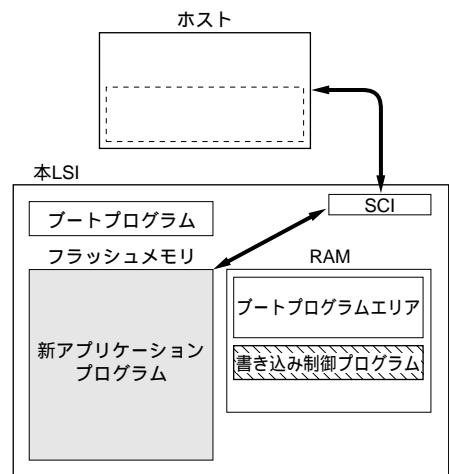 ホスト
本LSI
SCI
ブートプログラム
フラッシュメモリ
RAM
ブートプログラムエリア
新アプリケーション
プログラム
書き込み制御プログラム